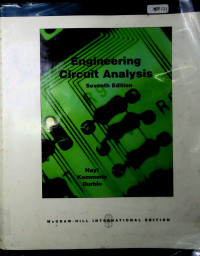 Engineering
Circuit Analysis
Seventh Edition
Hayt
Kemmerly
Durbin
McGRAW-HILL INTERNATIONAL EDITION